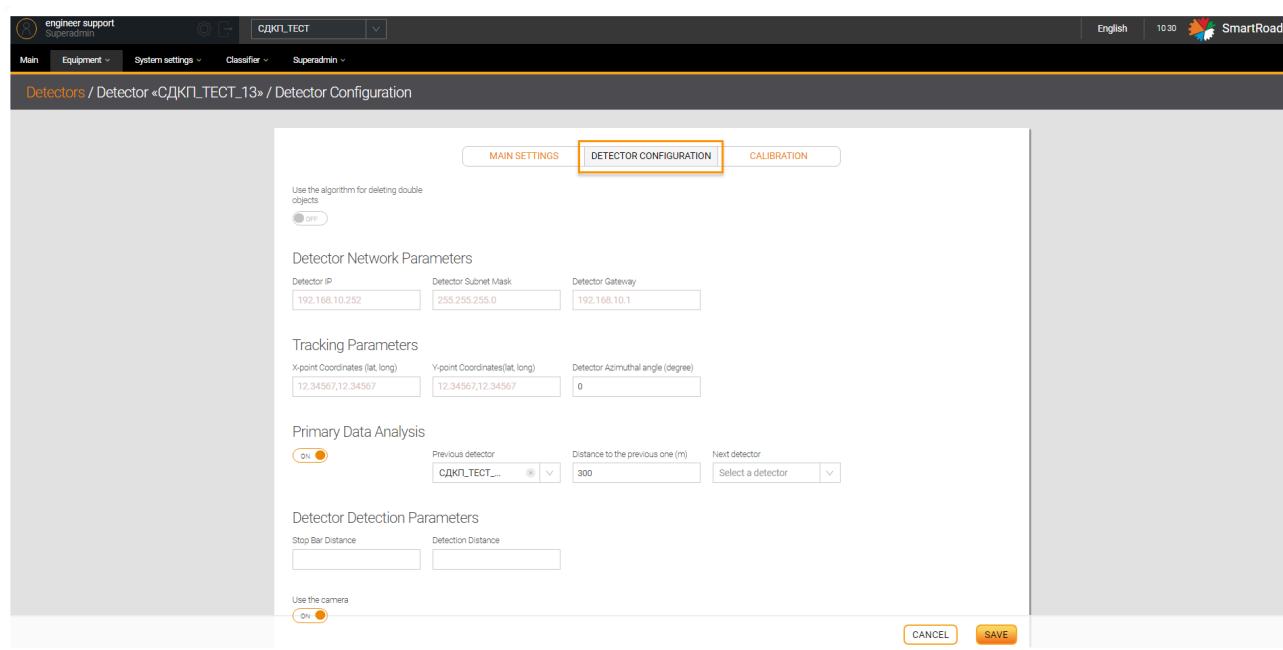 engineer support
Superadmin
СДКП_ТЕСТ
English
10 30
SmartRoad
Main
Equipment
System settings
Classifier
Superadmin
Detectors / Detector «СДКП_ТЕСТ_13» / Detector Configuration
MAIN SETTINGS
DETECTOR CONFIGURATION
CALIBRATION
Use the algorithm for deleting double
objects
OFF
Detector Network Parameters
Detector IP
Detector Subnet Mask
Detector Gateway
192.168.10.252
255.255.255.0
192.168.10.1
Tracking Parameters
X-point Coordinates (lat, long)
Y-point Coordinates(lat, long)
Detector Azimuthal angle (degree)
12.34567,12.34567
12.34567,12.34567
0
Primary Data Analysis
ON
Previous detector
Distance to the previous one (m)
Next detector
СДКП_ТЕСТ_...
300
Select a detector
Detector Detection Parameters
Stop Bar Distance
Detection Distance
Use the camera
ON
CANCEL
SAVE